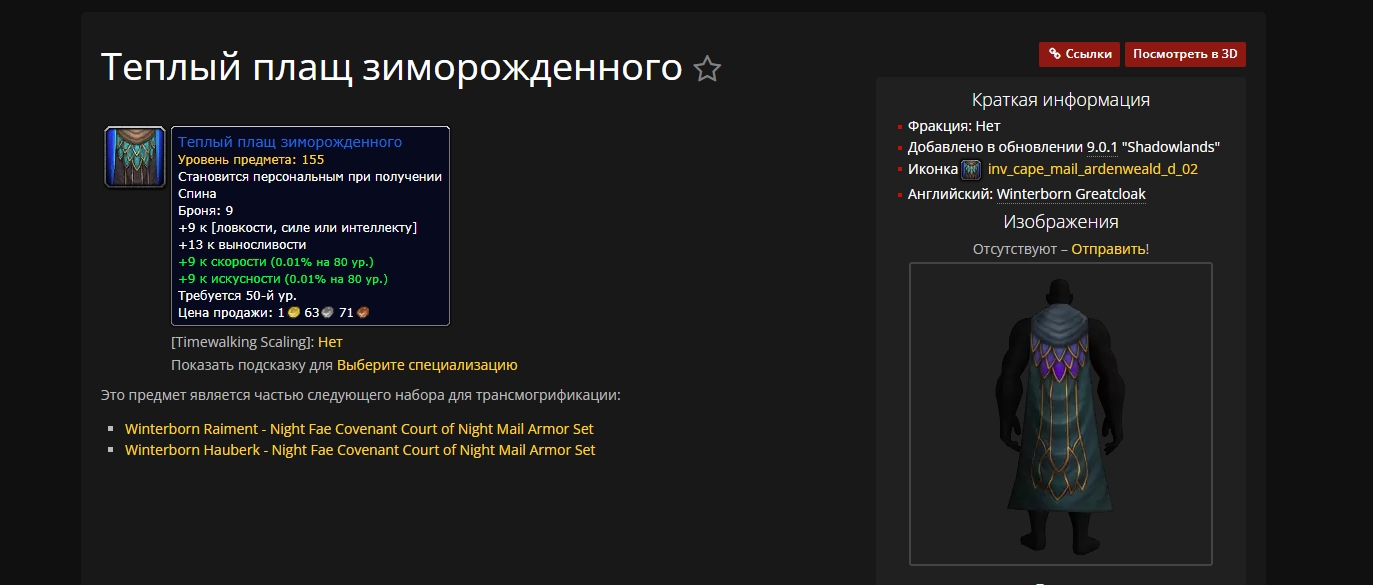 Теплый плащ зиморожденного
Ссылки
Посмотреть в 3D
Теплый плащ зиморожденного
Уровень предмета: 155
Становится персональным при получении
Спина
Броня: 9
+9 к [ловкости, силе или интеллекту]
+13 к выносливости
+9 к скорости (0.01% на 80 ур.)
+9 к искусности (0.01% на 80 ур.)
Требуется 50-й ур.
Цена продажи: 1 63 71
[Timewalking Scaling]: Нет
Показать подсказку для Выберите специализацию
Это предмет является частью следующего набора для трансмогрификации:
Winterborn Raiment - Night Fae Covenant Court of Night Mail Armor Set
Winterborn Hauberk - Night Fae Covenant Court of Night Mail Armor Set
Краткая информация
Фракция: Нет
Добавлено в обновлении 9.0.1 "Shadowlands"
Иконка inv_cape_mail_ardenweald_d_02
Английский: Winterborn Greatcloak
Изображения
Отсутствуют – Отправить!